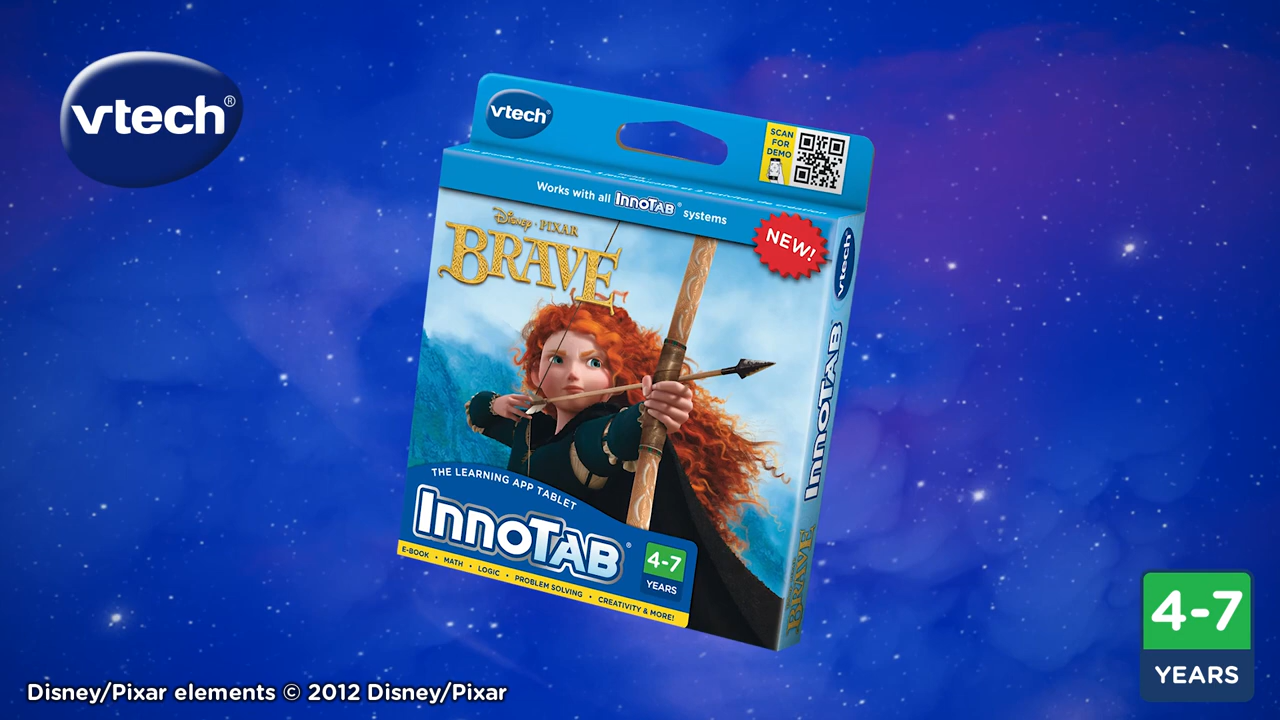 vtech®
vtech®
SCAN
FOR
DEMO
Works with all InnoTAB® systems
NEW!
Disney · PIXAR
BRAVE
vtech
InnoTAB
BRAVE
THE LEARNING APP TABLET
InnoTAB®
4-7
YEARS
E-BOOK • MATH • LOGIC • PROBLEM SOLVING • CREATIVITY & MORE!
4-7
YEARS
Disney/Pixar elements © 2012 Disney/Pixar